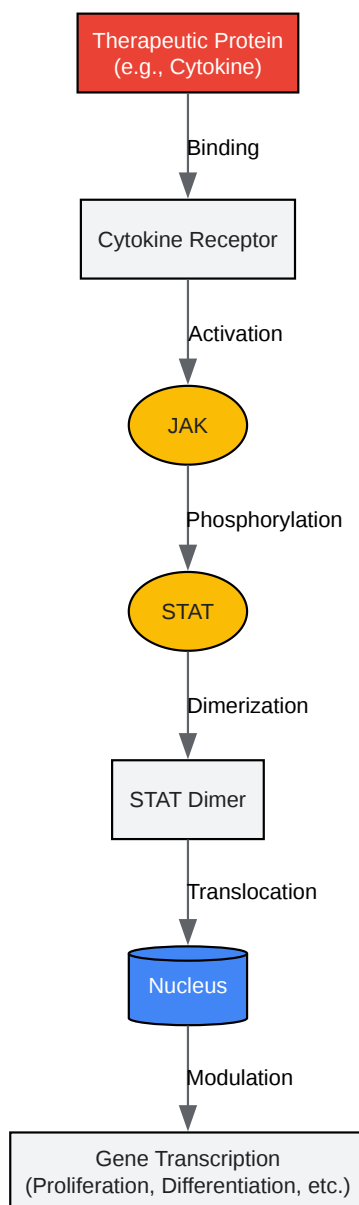 Therapeutic Protein
(e.g., Cytokine)
Binding
Cytokine Receptor
Activation
JAK
Phosphorylation
STAT
Dimerization
STAT Dimer
Translocation
Nucleus
Modulation
Gene Transcription
(Proliferation, Differentiation, etc.)